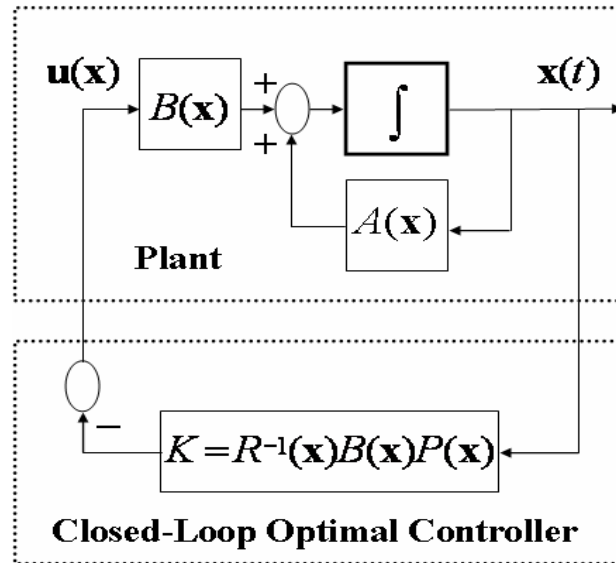 u(x)
x(t)
B(x)
+
+
∫
A(x)
Plant
−
K = R⁻¹(x)B(x)P(x)
Closed-Loop Optimal Controller